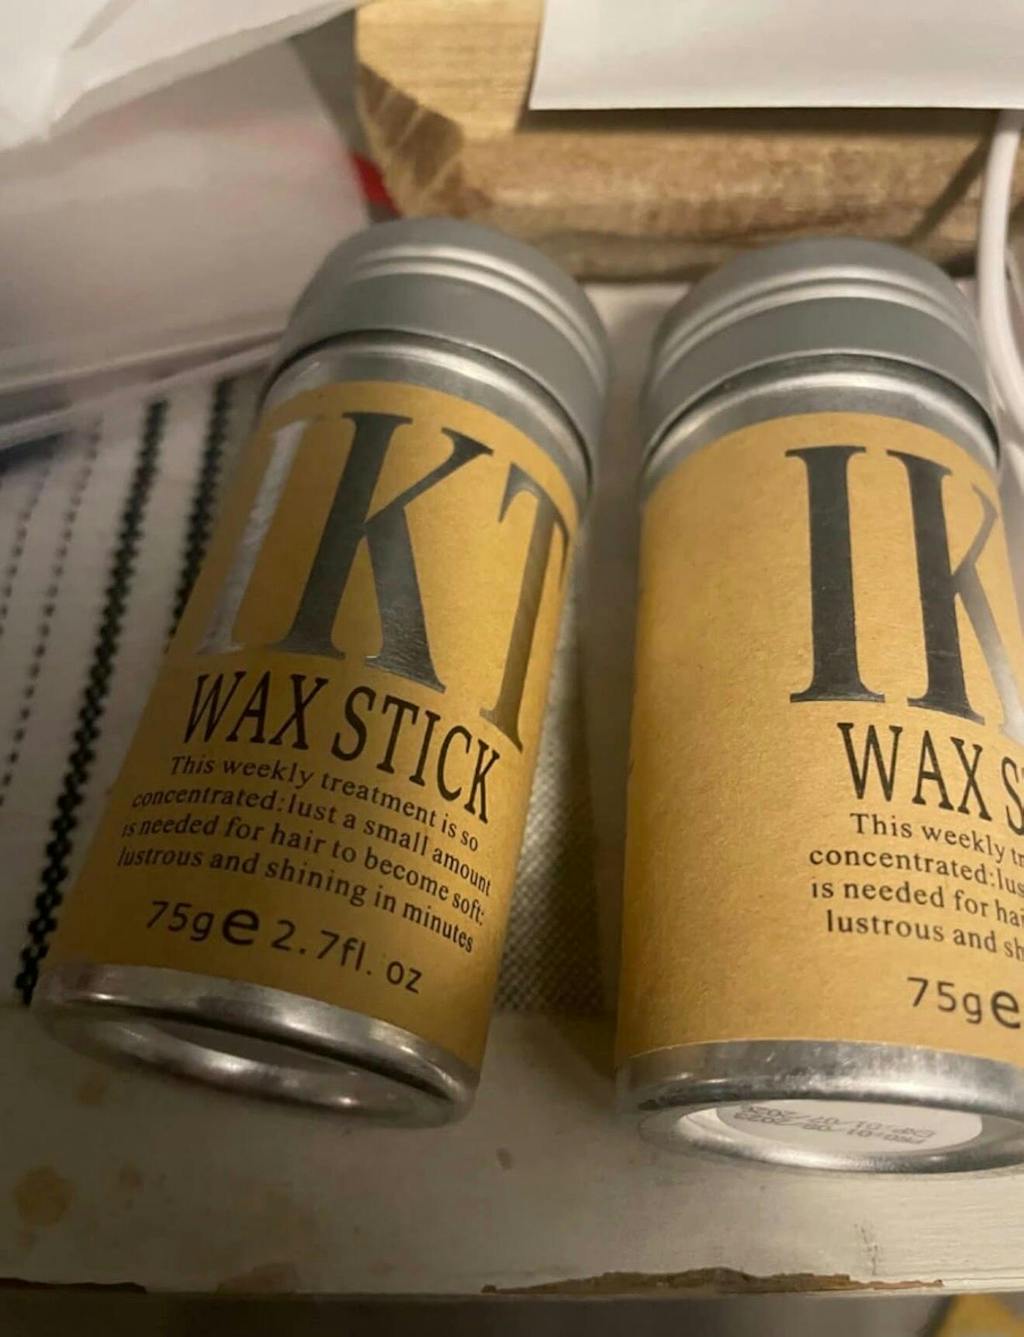 IKT
WAX STICK
This weekly treatment is so
concentrated:lust a small amount
is needed for hair to become soft:
lustrous and shining in minutes
75g e 2.7fl. oz
IK
WAX S
This weekly tr
concentrated:lus
is needed for hai
lustrous and sh
75g e